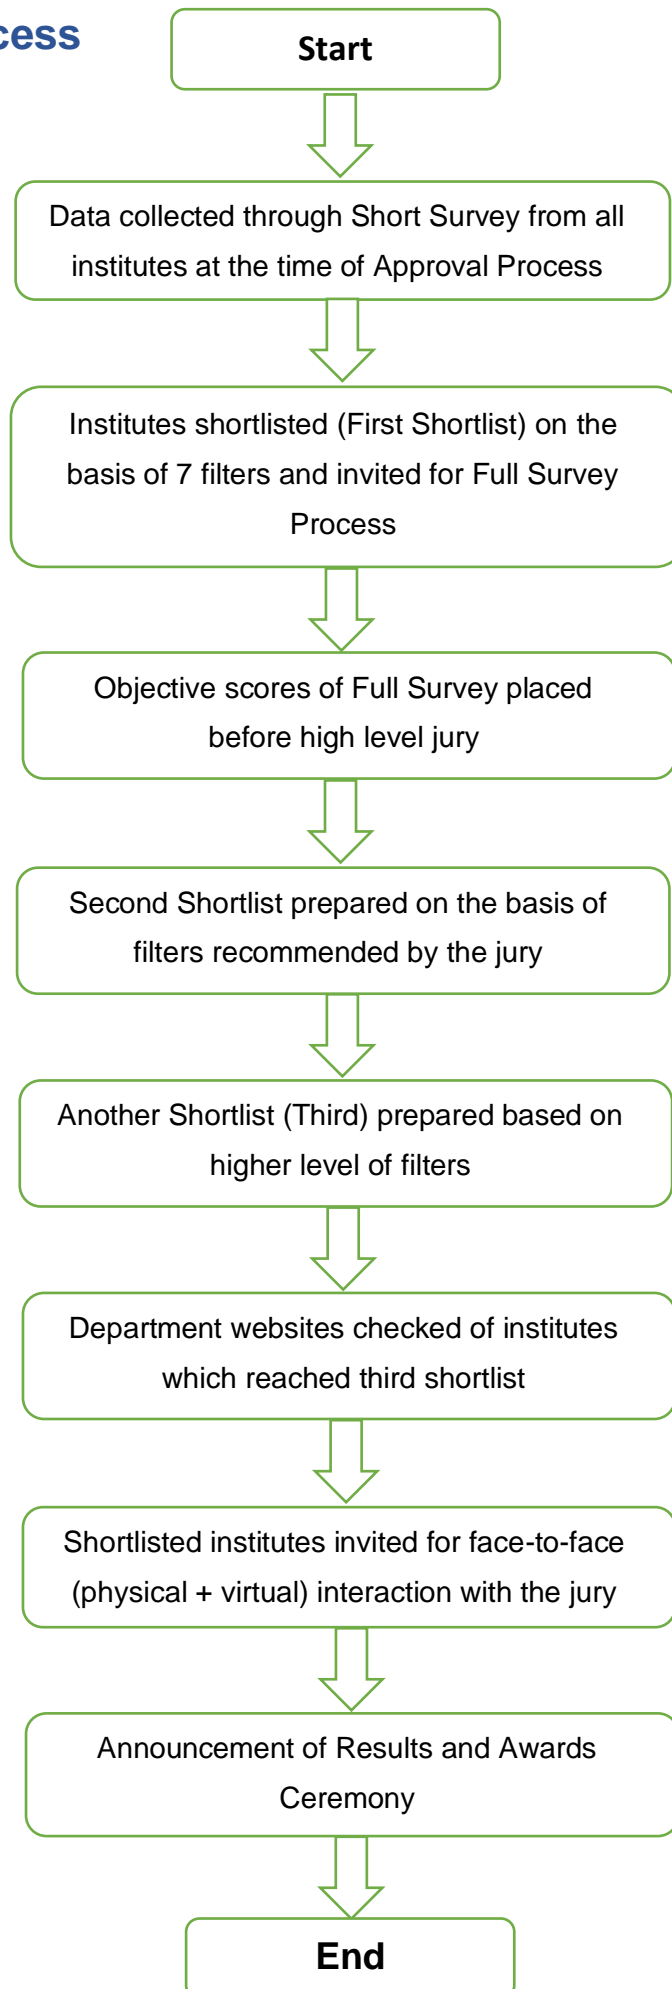 cess
Start
Data collected through Short Survey from all
institutes at the time of Approval Process
Institutes shortlisted (First Shortlist) on the
basis of 7 filters and invited for Full Survey
Process
Objective scores of Full Survey placed
before high level jury
Second Shortlist prepared on the basis of
filters recommended by the jury
Another Shortlist (Third) prepared based on
higher level of filters
Department websites checked of institutes
which reached third shortlist
Shortlisted institutes invited for face-to-face
(physical + virtual) interaction with the jury
Announcement of Results and Awards
Ceremony
End